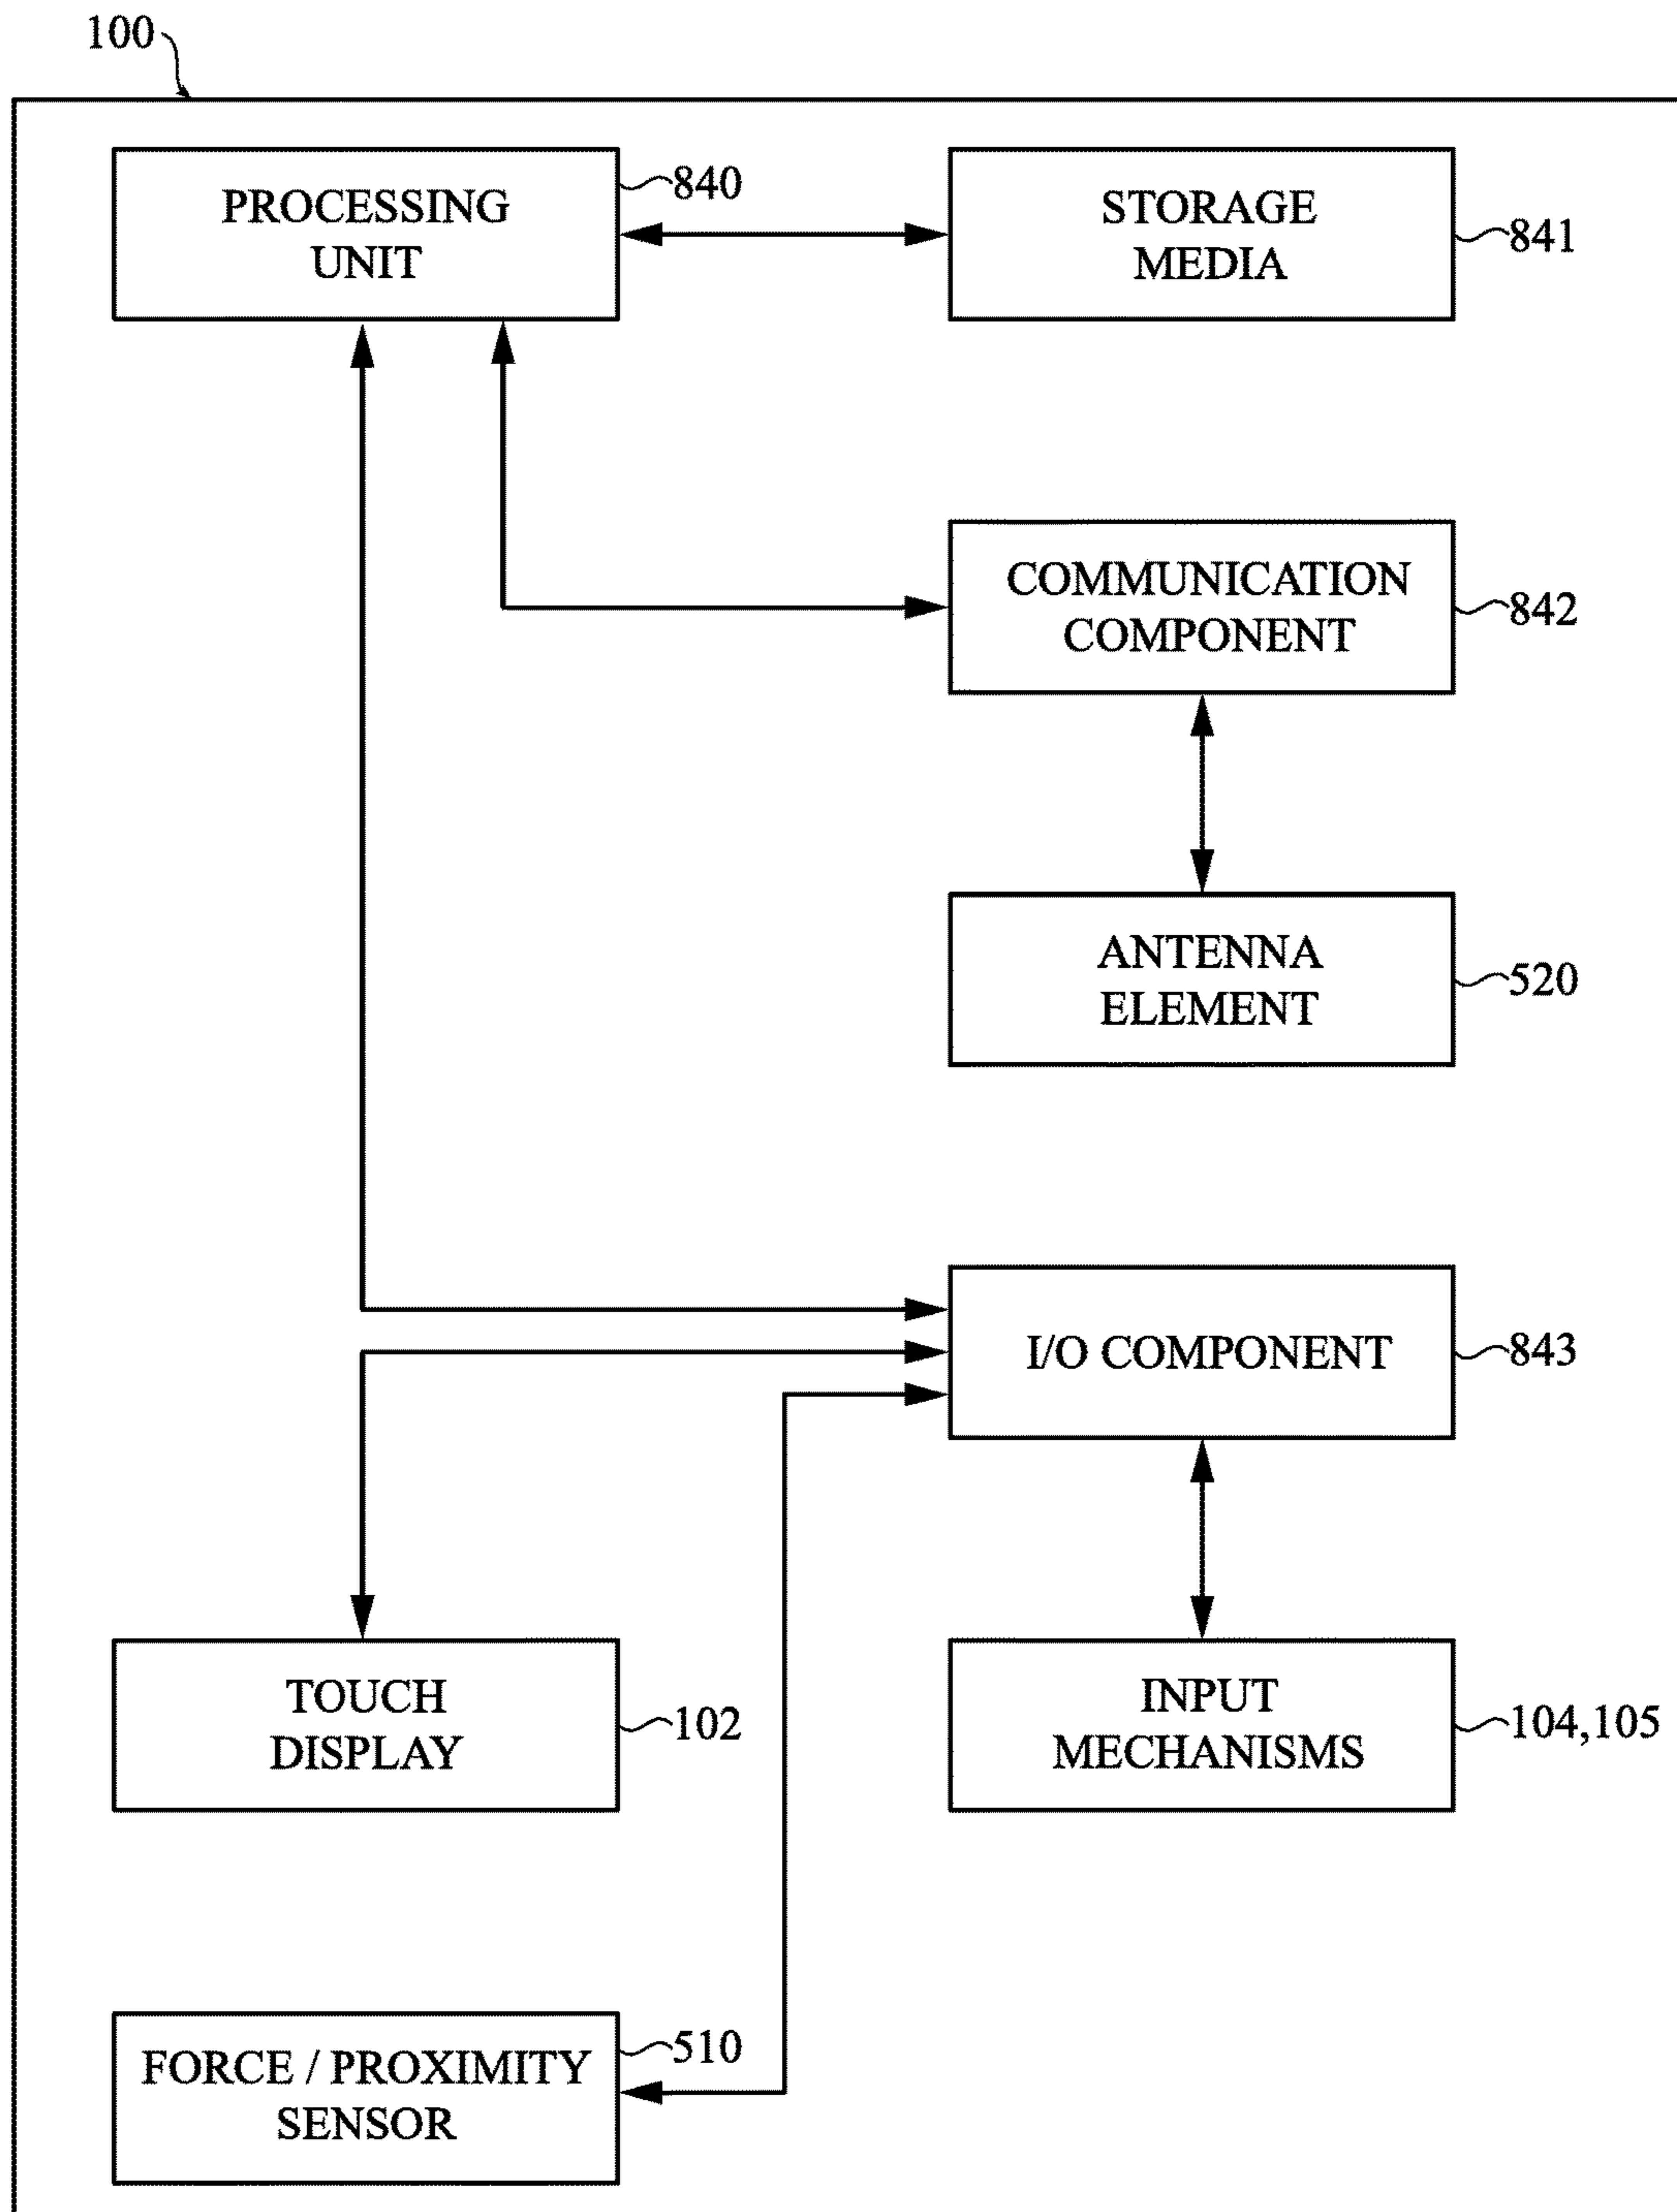 100
PROCESSING
UNIT
840
STORAGE
MEDIA
841
COMMUNICATION
COMPONENT
842
ANTENNA
ELEMENT
520
I/O COMPONENT
843
TOUCH
DISPLAY
102
INPUT
MECHANISMS
104,105
FORCE / PROXIMITY
SENSOR
510